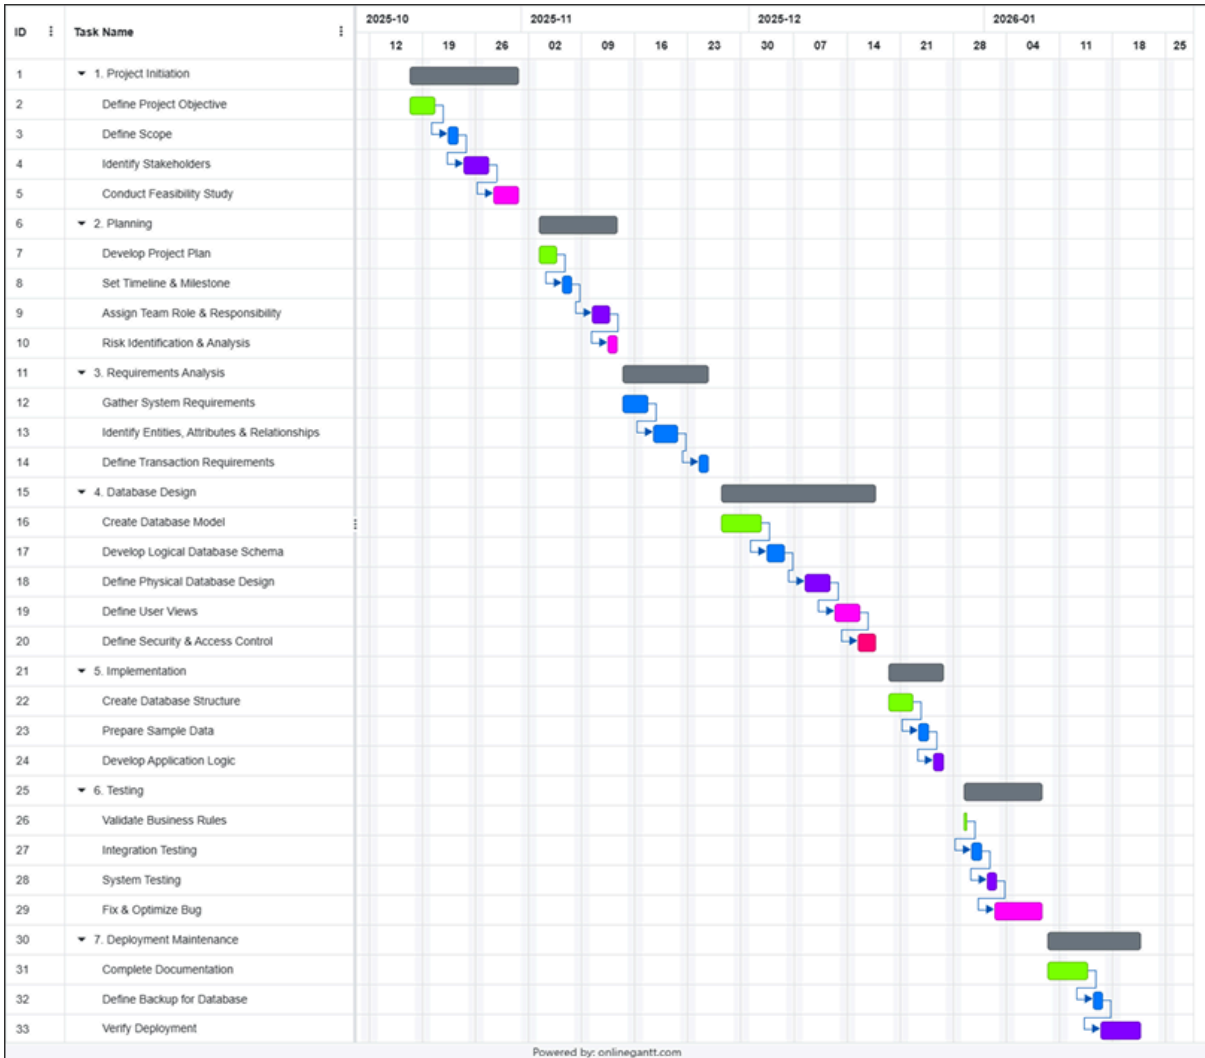 2025-10 2025-11 2025-12 2026-01
ID Task Name
12 19 26 02 09 16 23 30 07 14 21 28 04 11 18 25
1 1. Project Initiation
2 Define Project Objective
3 Define Scope
4 Identify Stakeholders
5 Conduct Feasibility Study
6 2. Planning
7 Develop Project Plan
8 Set Timeline & Milestone
9 Assign Team Role & Responsibility
10 Risk Identification & Analysis
11 3. Requirements Analysis
12 Gather System Requirements
13 Identify Entities, Attributes & Relationships
14 Define Transaction Requirements
15 4. Database Design
16 Create Database Model
17 Develop Logical Database Schema
18 Define Physical Database Design
19 Define User Views
20 Define Security & Access Control
21 5. Implementation
22 Create Database Structure
23 Prepare Sample Data
24 Develop Application Logic
25 6. Testing
26 Validate Business Rules
27 Integration Testing
28 System Testing
29 Fix & Optimize Bug
30 7. Deployment Maintenance
31 Complete Documentation
32 Define Backup for Database
33 Verify Deployment
Powered by: onlinegantt.com